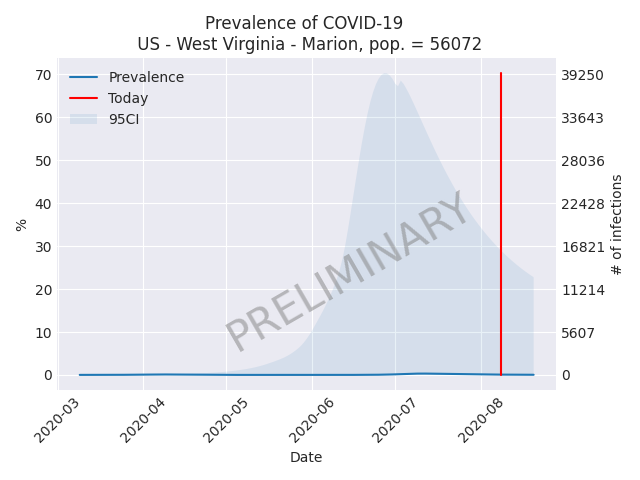 Prevalence of COVID-19
US - West Virginia - Marion, pop. = 56072
70
60
50
40
30
20
10
0
%
39250
33643
28036
22428
16821
11214
5607
0
# of infections
Prevalence
Today
95CI
PRELIMINARY
2020-03
2020-04
2020-05
2020-06
2020-07
2020-08
Date